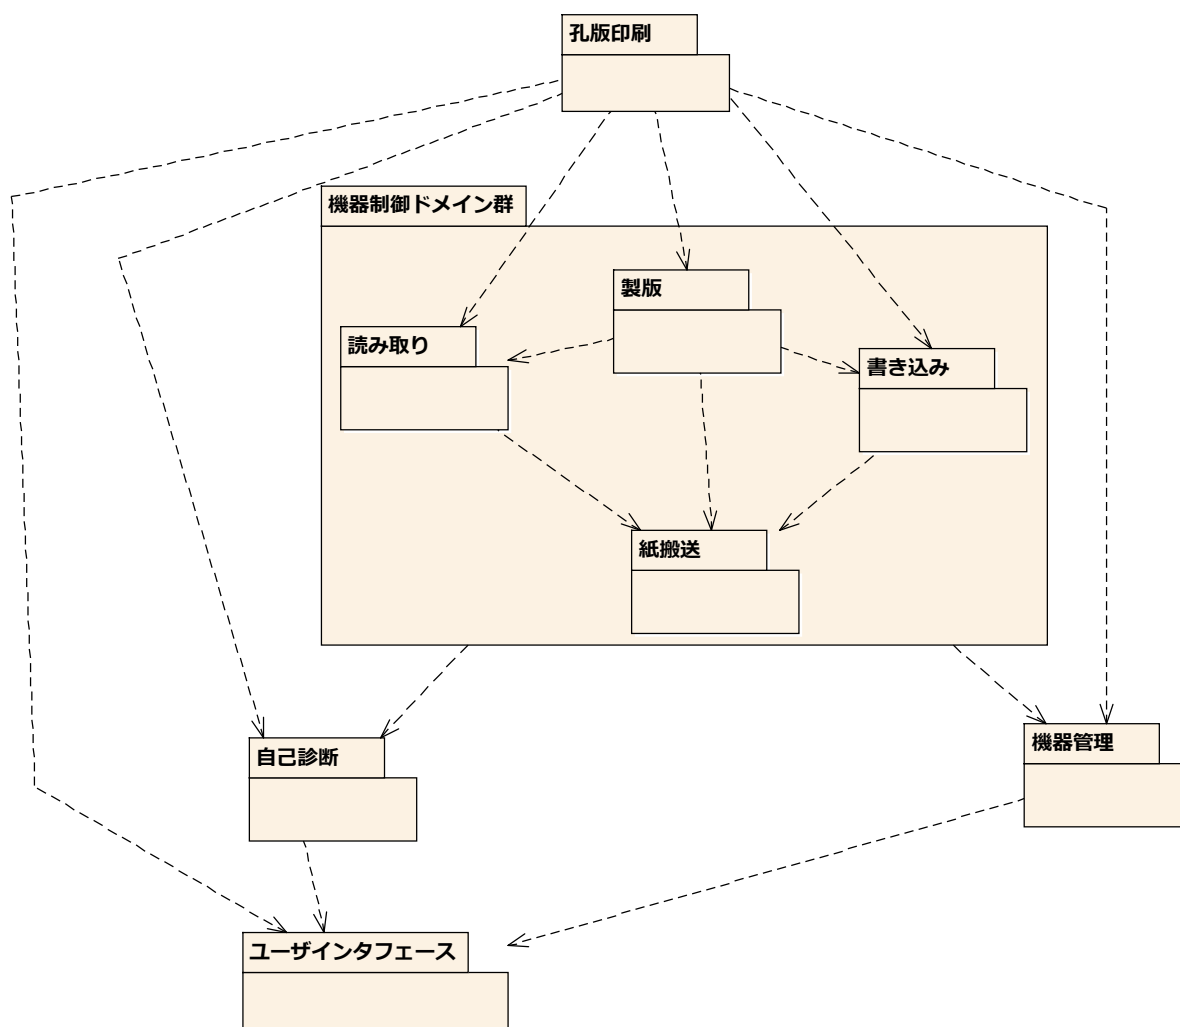 孔版印刷
機器制御ドメイン群
製版
読み取り
書き込み
紙搬送
自己診断
機器管理
ユーザインタフェース